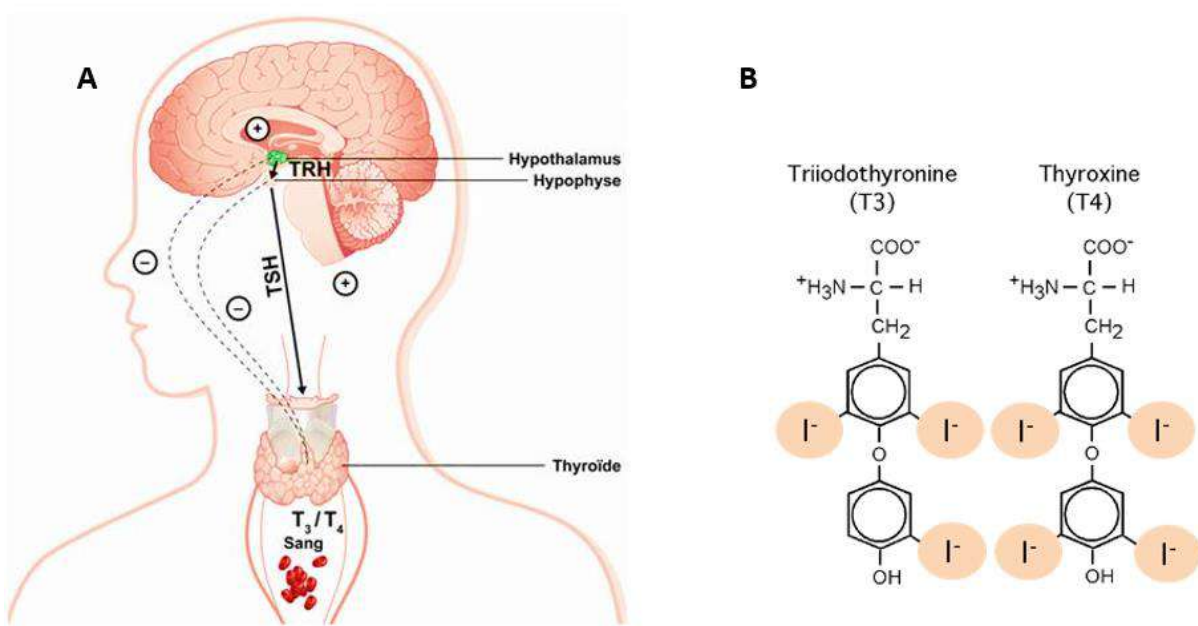 A
+
Hypothalamus
TRH
Hypophyse
−
TSH
−
+
Thyroïde
T₃/T₄
Sang
B
Triiodothyronine
(T3)
COO⁻
⁺H₃N–C–H
CH₂
I⁻ I⁻
O
I⁻
OH
Thyroxine
(T4)
COO⁻
⁺H₃N–C–H
CH₂
I⁻ I⁻
O
I⁻ I⁻
OH